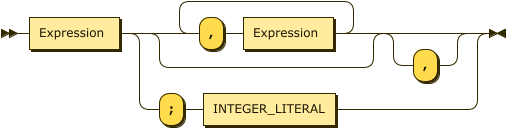 Expression , Expression
,
; INTEGER_LITERAL